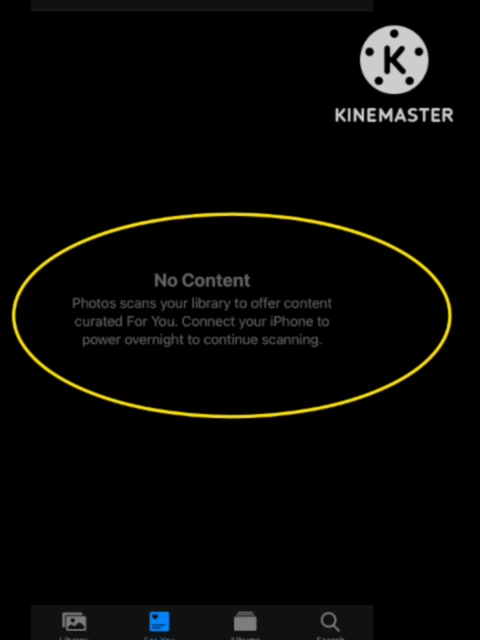 K
KINEMASTER
No Content
Photos scans your library to offer content
curated For You. Connect your iPhone to
power overnight to continue scanning.